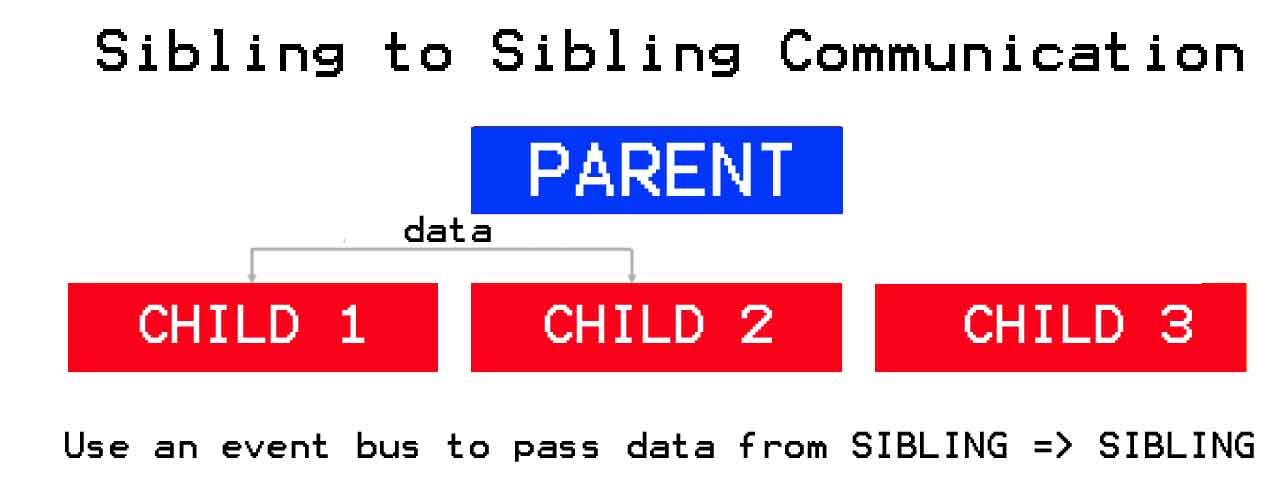 Sibling to Sibling Communication
PARENT
data
CHILD 1 CHILD 2 CHILD 3
Use an event bus to pass data from SIBLING => SIBLING